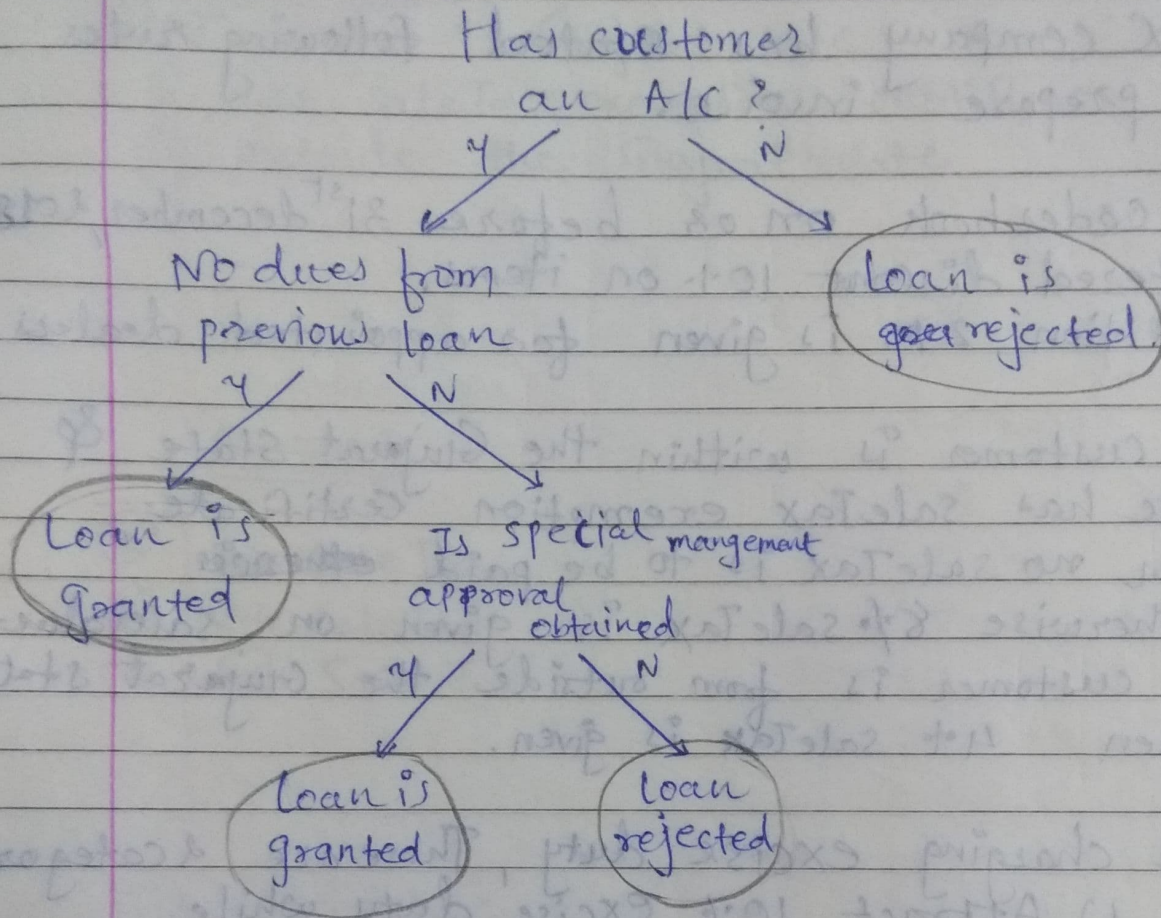 Has customer
an A/C ?
Y
N
No dues from
previous loan
Loan is
rejected
Y
N
Loan is
granted
Is special mangement
approval
obtained
Y
N
Loan is
granted
Loan
rejected